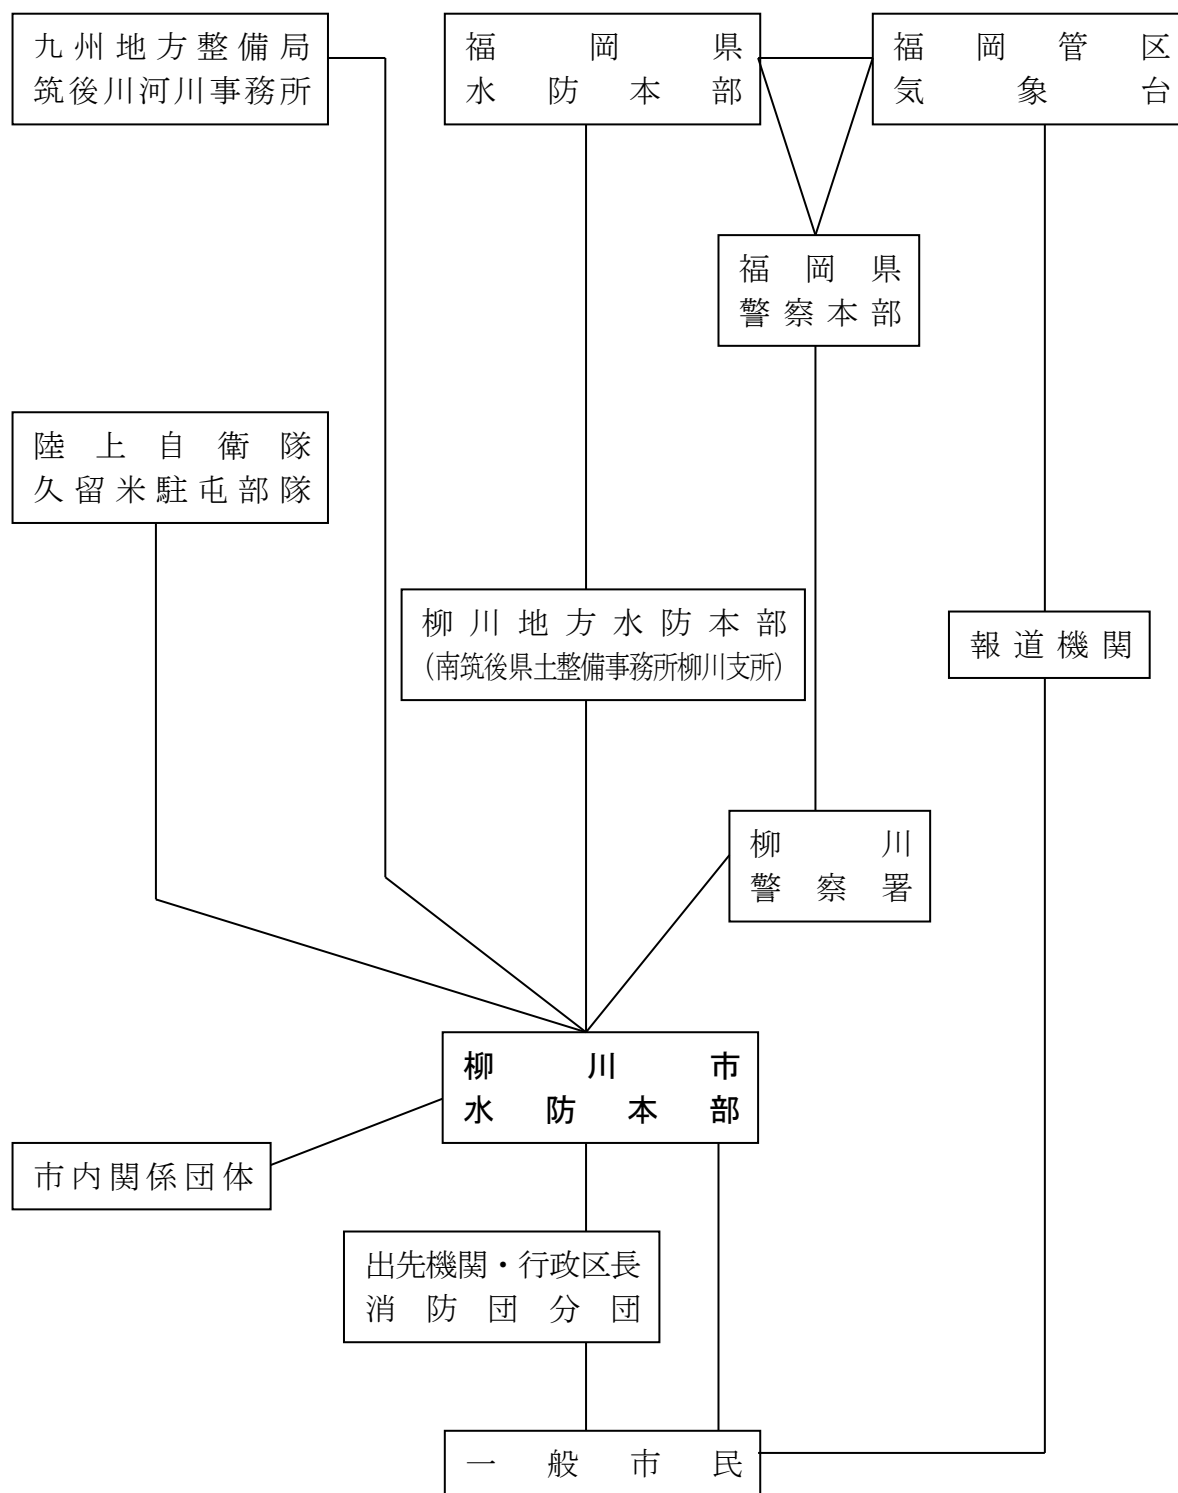 九州地方整備局
筑後川河川事務所
福岡県
水防本部
福岡管区
気象台
福岡県
警察本部
陸上自衛隊
久留米駐屯部隊
柳川地方水防本部
(南筑後県土整備事務所柳川支所)
報道機関
柳川
警察署
柳川市
水防本部
市内関係団体
出先機関・行政区長
消防団分団
一般市民